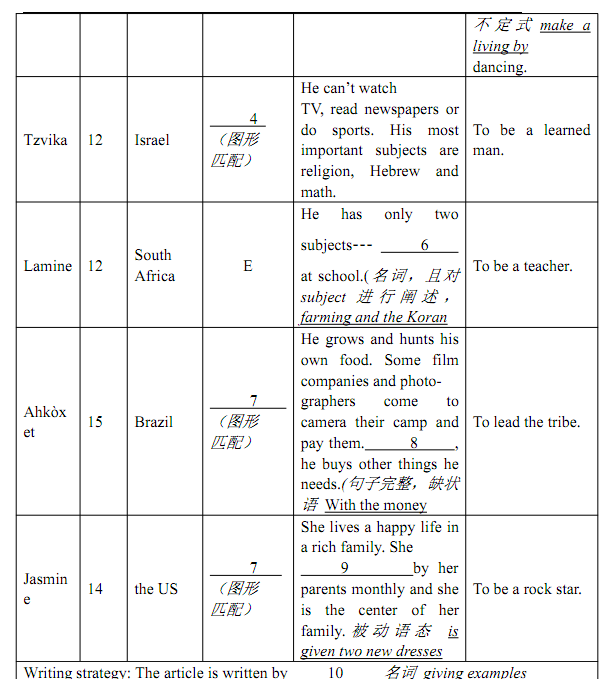 不定式 make a
living by
dancing.
Tzvika
12
Israel
4
（图形
匹配）
He can't watch
TV, read newspapers or
do sports. His most
important subjects are
religion, Hebrew and
math.
To be a learned
man.
Lamine
12
South
Africa
E
He has only two
subjects--- 6
at school.(名词，且对
subject 进行阐述，
farming and the Koran
To be a teacher.
Ahkòx
et
15
Brazil
7
（图形
匹配）
He grows and hunts his
own food. Some film
companies and photo-
graphers come to
camera their camp and
pay them. 8 ,
he buys other things he
needs.(句子完整，缺状
语 With the money
To lead the tribe.
Jasmin
e
14
the US
7
（图形
匹配）
She lives a happy life in
a rich family. She
9 by her
parents monthly and she
is the center of her
family. 被动语态 is
given two new dresses
To be a rock star.
Writing strategy: The article is written by 10 名词 giving examples